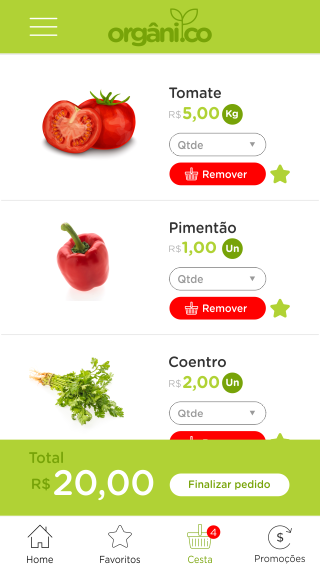 orgâni.co
Tomate
R$5,00 Kg
Qtde
Remover
Pimentão
R$1,00 Un
Qtde
Remover
Coentro
R$2,00 Un
Qtde
Total
R$20,00
Finalizar pedido
4
$
Home Favoritos Cesta Promoções